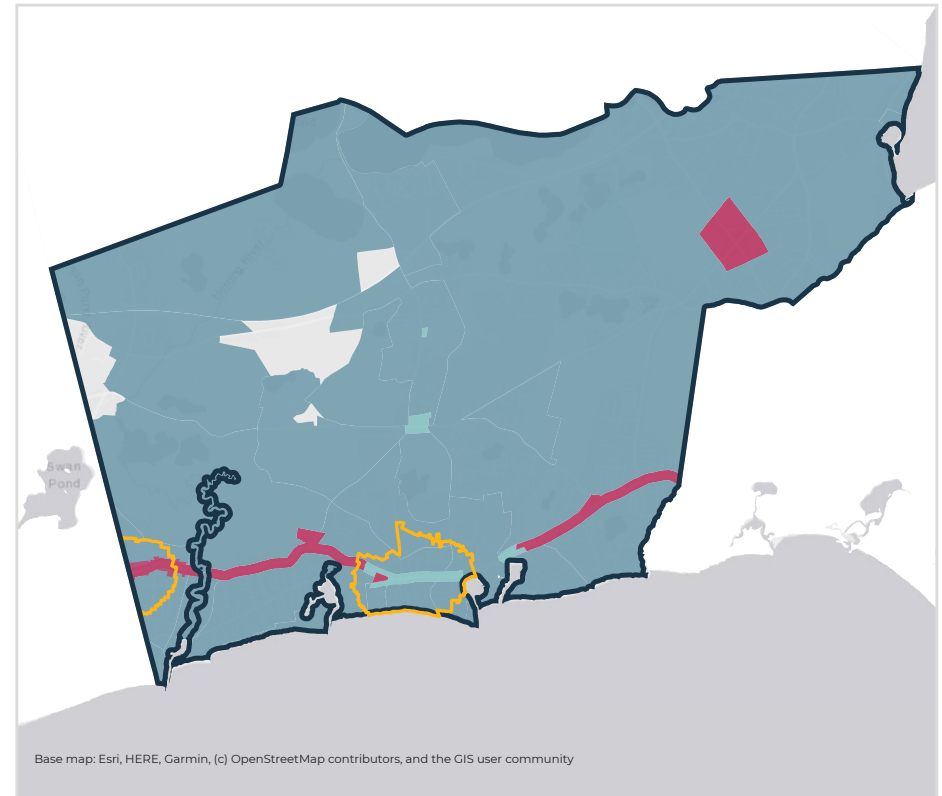 Swan
Pond
Base map: Esri, HERE, Garmin, (c) OpenStreetMap contributors, and the GIS user community